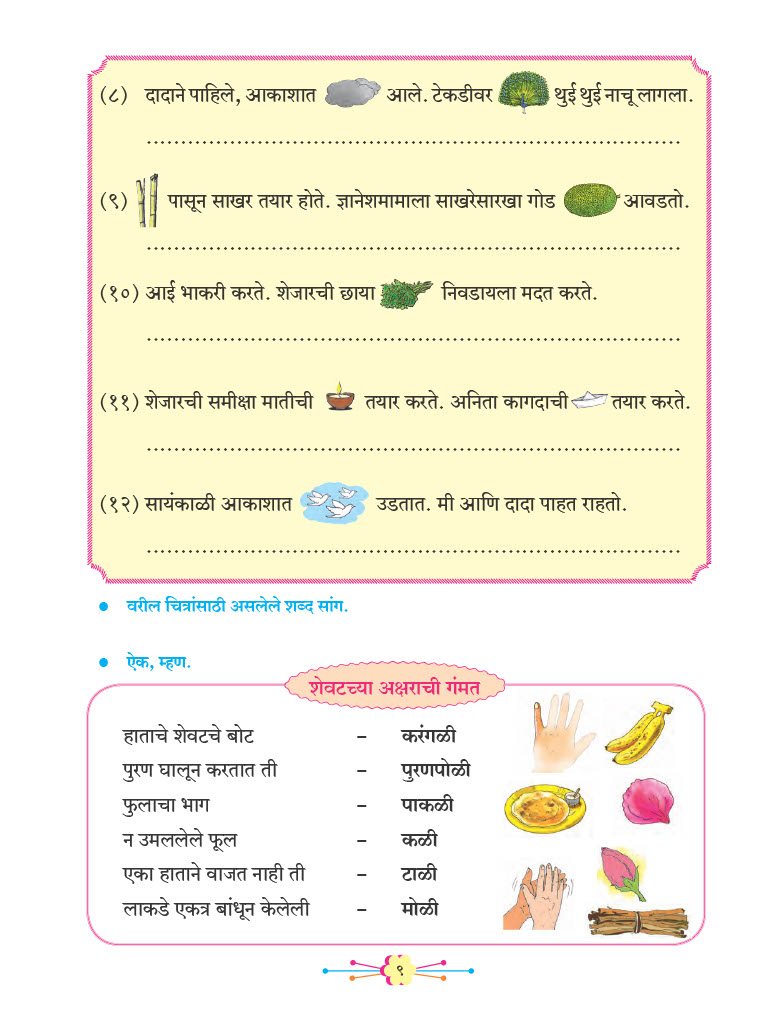 (८) दादाने पाहिले, आकाशात आले. टेकडीवर थुई थुई नाचू लागला.
................................................................................
(९) पासून साखर तयार होते. ज्ञानेशमामाला साखरेसारखा गोड आवडतो.
................................................................................
(१०) आई भाकरी करते. शेजारची छाया निवडायला मदत करते.
................................................................................
(११) शेजारची समीक्षा मातीची तयार करते. अनिता कागदाची तयार करते.
................................................................................
(१२) सायंकाळी आकाशात उडतात. मी आणि दादा पाहत राहतो.
................................................................................
● वरील चित्रांसाठी असलेले शब्द सांग.
● ऐक, म्हण.
शेवटच्या अक्षराची गंमत
हाताचे शेवटचे बोट – करंगळी
पुरण घालून करतात ती – पुरणपोळी
फुलाचा भाग – पाकळी
न उमललेले फूल – कळी
एका हाताने वाजत नाही ती – टाळी
लाकडे एकत्र बांधून केलेली – मोळी
९